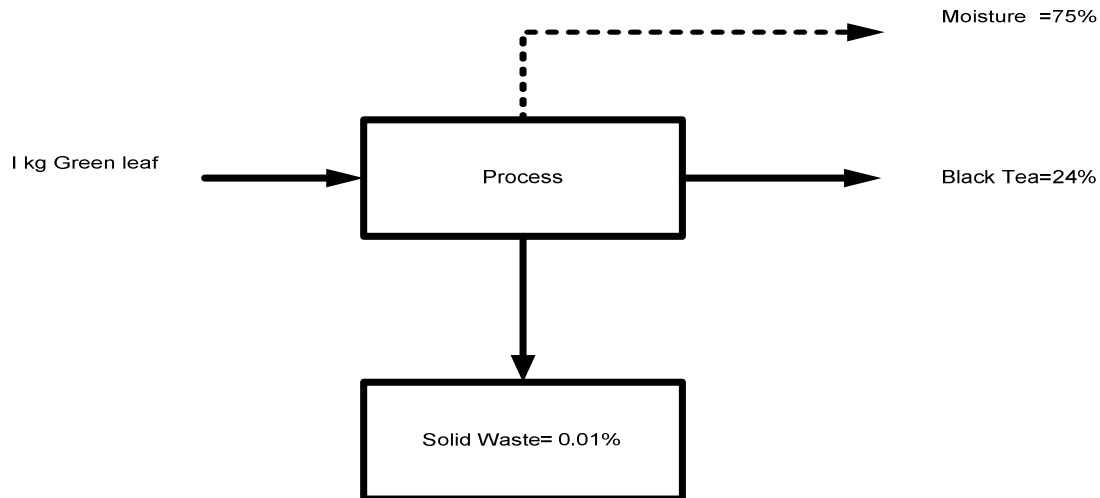 Moisture =75%
I kg Green leaf
Process
Black Tea=24%
Solid Waste= 0.01%